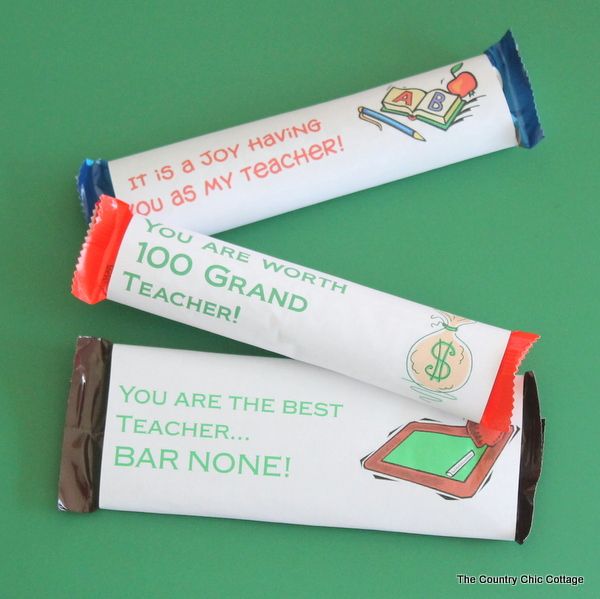 It is a joy having
you as my teacher!
A B
You are worth
100 Grand
Teacher!
$
You are the best
Teacher...
BAR NONE!
The Country Chic Cottage